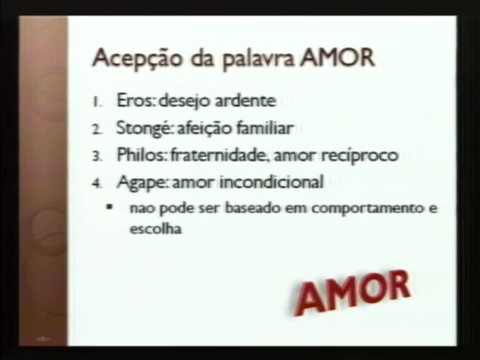 Acepção da palavra AMOR
1. Eros: desejo ardente
2. Stongé: afeição familiar
3. Philos: fraternidade, amor recíproco
4. Agape: amor incondicional
▪ nao pode ser baseado em comportamento e
escolha
AMOR